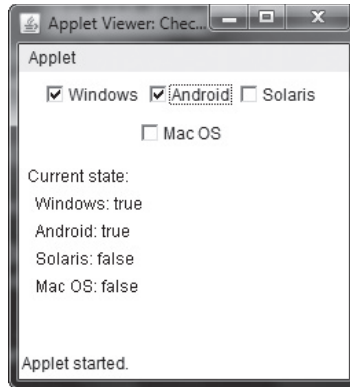 Applet Viewer: Chec...
Applet
Windows Android Solaris
Mac OS
Current state:
Windows: true
Android: true
Solaris: false
Mac OS: false
Applet started.